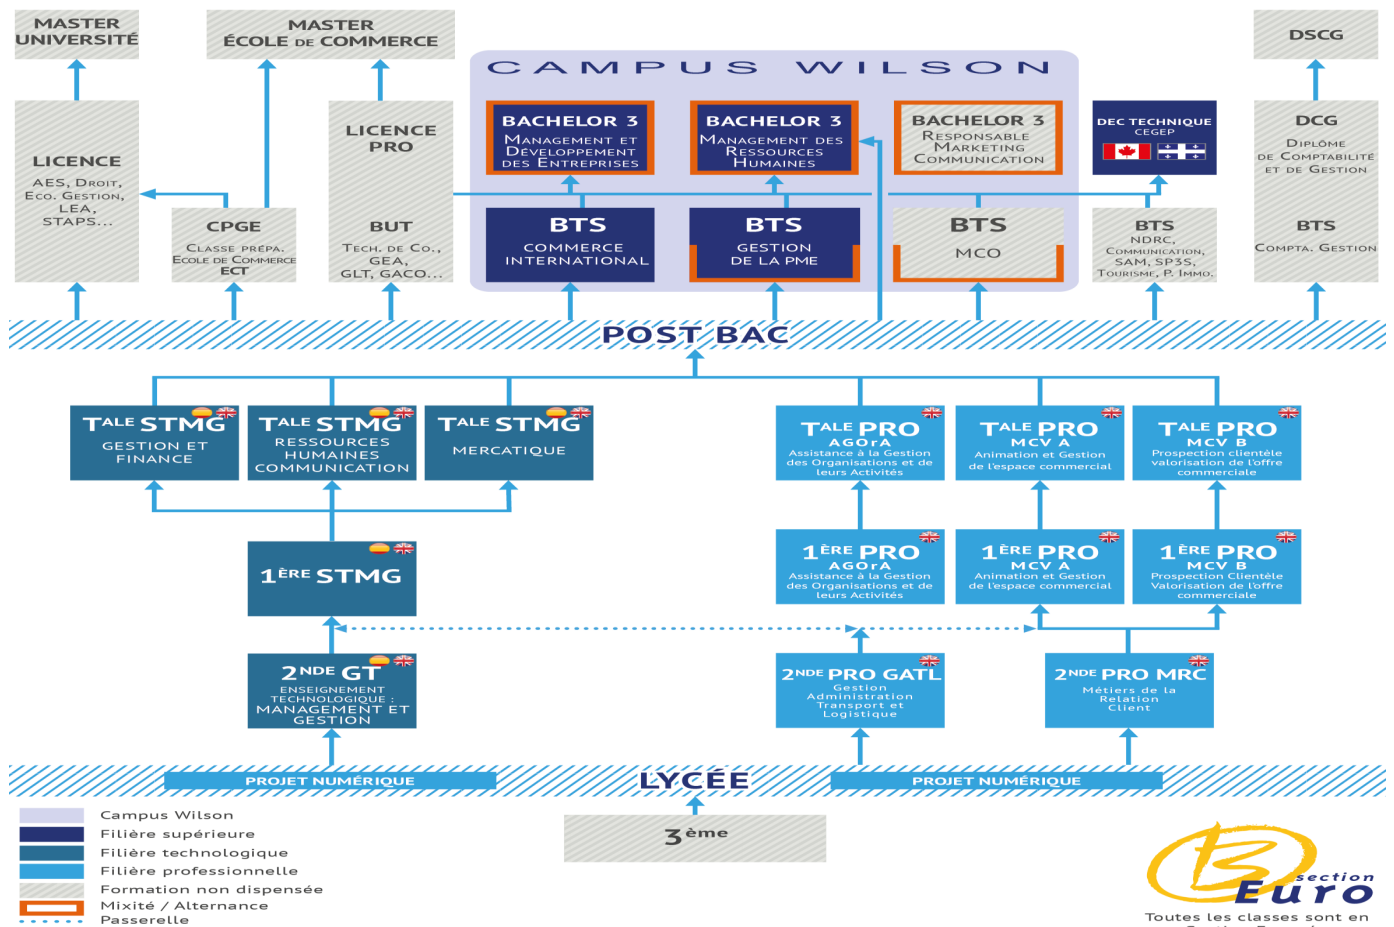 MASTER
UNIVERSITÉ
MASTER
ÉCOLE DE COMMERCE
DSCG
CAMPUS WILSON
LICENCE
AES, DROIT,
ECO. GESTION,
LEA,
STAPS...
CPGE
CLASSE PRÉPA.
ECOLE DE COMMERCE
ECT
LICENCE
PRO
BUT
TECH. DE CO.,
GEA,
GLT, GACO...
BACHELOR 3
MANAGEMENT ET
DÉVELOPPEMENT
DES ENTREPRISES
BACHELOR 3
MANAGEMENT DES
RESSOURCES
HUMAINES
BACHELOR 3
RESPONSABLE
MARKETING
COMMUNICATION
DEC TECHNIQUE
CEGEP
DCG
DIPLÔME
DE COMPTABILITÉ
ET DE GESTION
BTS
COMMERCE
INTERNATIONAL
BTS
GESTION
DE LA PME
BTS
MCO
BTS
NDRC,
COMMUNICATION,
SAM, SP3S,
TOURISME, P. IMMO.
BTS
COMPTA. GESTION
POST BAC
TALE STMG
GESTION ET
FINANCE
TALE STMG
RESSOURCES
HUMAINES
COMMUNICATION
TALE STMG
MERCATIQUE
TALE PRO
AGOrA
Assistance à la Gestion
des Organisations et de
leurs Activités
TALE PRO
MCV A
Animation et Gestion
de l'espace commercial
TALE PRO
MCV B
Prospection clientèle
valorisation de l'offre
commerciale
1ÈRE STMG
1ÈRE PRO
AGOrA
Assistance à la Gestion
des Organisations et de
leurs Activités
1ÈRE PRO
MCV A
Animation et Gestion
de l'espace commercial
1ÈRE PRO
MCV B
Prospection Clientèle
Valorisation de l'offre
commerciale
2NDE GT
ENSEIGNEMENT
TECHNOLOGIQUE :
MANAGEMENT ET
GESTION
2NDE PRO GATL
Gestion
Administration
Transport et
Logistique
2NDE PRO MRC
Métiers de la
Relation
Client
PROJET NUMÉRIQUE
LYCÉE
PROJET NUMÉRIQUE
3ème
Campus Wilson
Filière supérieure
Filière technologique
Filière professionnelle
Formation non dispensée
Mixité / Alternance
Passerelle
B
section
Euro
Toutes les classes sont en